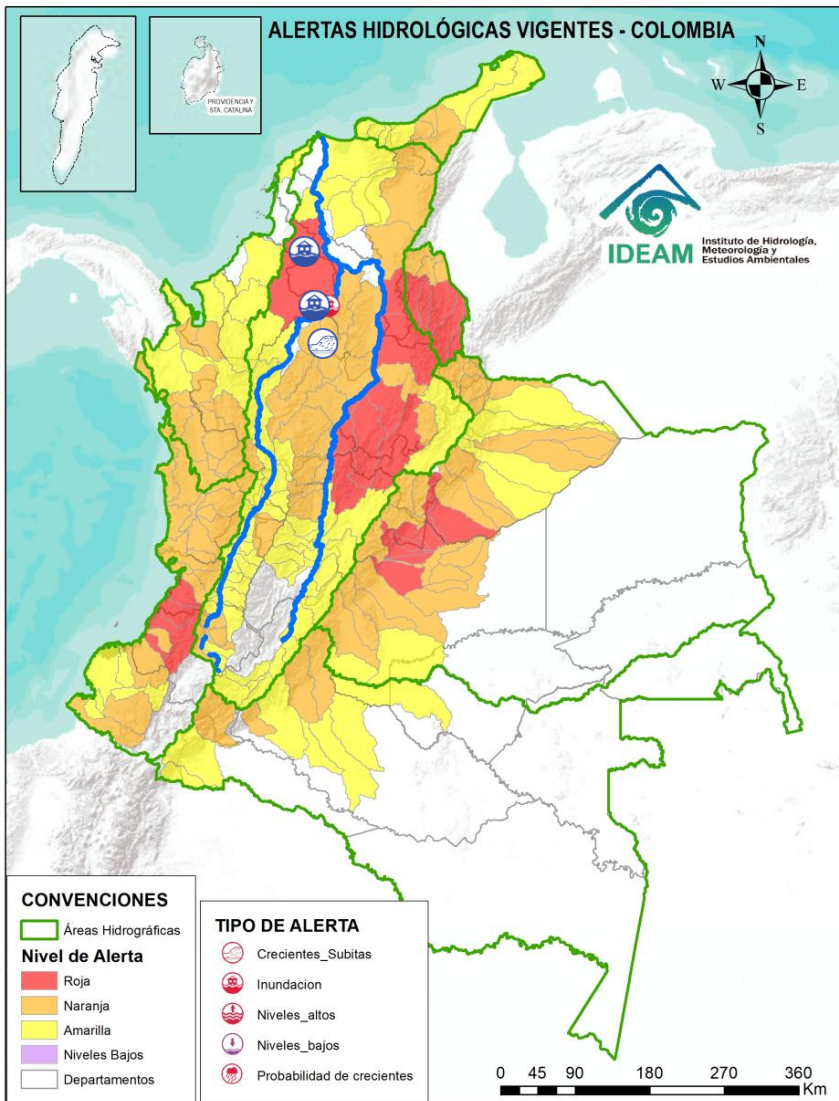 ALERTAS HIDROLÓGICAS VIGENTES - COLOMBIA
PROVIDENCIA Y
STA. CATALINA
N
W E
S
IDEAM
Instituto de Hidrología,
Meteorología y
Estudios Ambientales
CONVENCIONES
Áreas Hidrográficas
Nivel de Alerta
Roja
Naranja
Amarilla
Niveles Bajos
Departamentos
TIPO DE ALERTA
Crecientes_Subitas
Inundacion
Niveles_altos
Niveles_bajos
Probabilidad de crecientes
0 45 90 180 270 360
Km